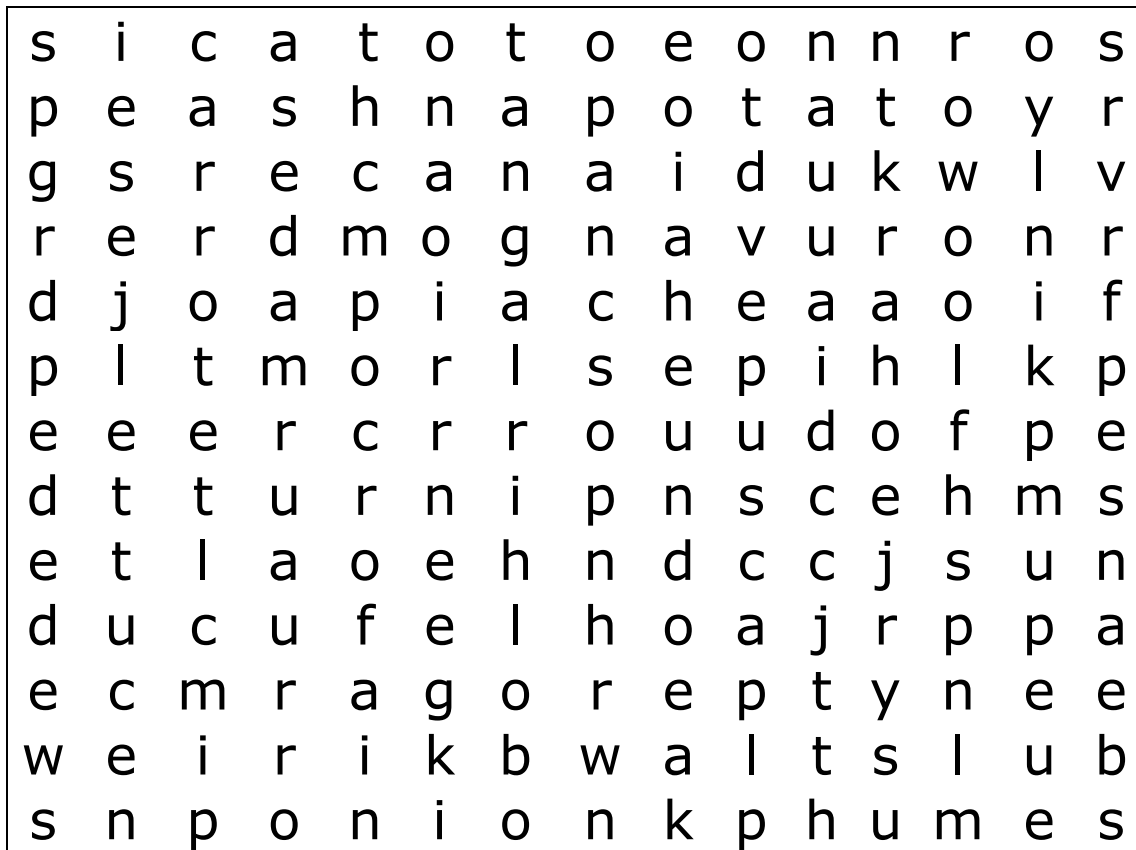 s i c a t o t o e o n n r o s
p e a s h n a p o t a t o y r
g s r e c a n a i d u k w l v
r e r d m o g n a v u r o n r
d j o a p i a c h e a a o i f
p l t m o r l s e p i h l k p
e e e r c r r o u u d o f p e
d t t u r n i p n s c e h m s
e t l a o e h n d c c j s u n
d u c u f e l h o a j r p p a
e c m r a g o r e p t y n e e
w e i r i k b w a l t s l u b
s n p o n i o n k p h u m e s